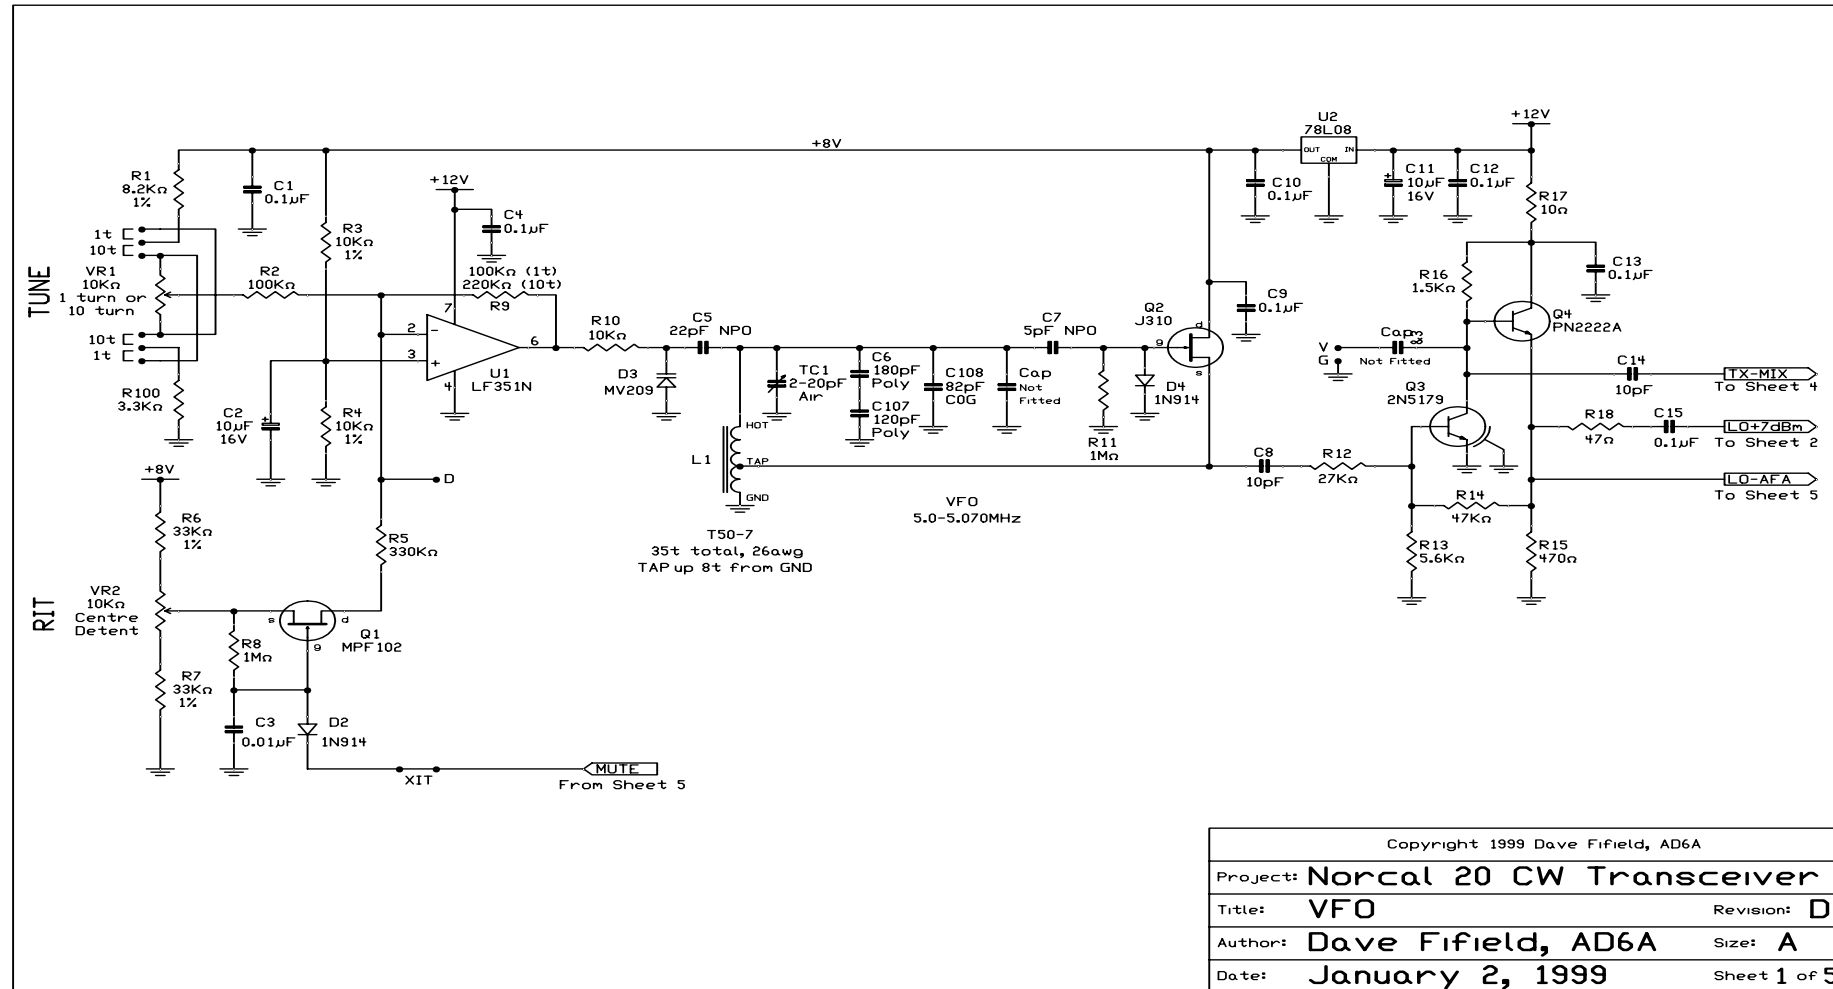 U2
78L08
OUT
IN
COM
+12V
+8V
R1
8.2KΩ
1%
C1
0.1µF
+12V
C4
0.1µF
R3
10KΩ
1%
C10
0.1µF
C11
10µF
16V
C12
0.1µF
R17
10Ω
1t
10t
TUNE
VR1
10KΩ
1 turn or
10 turn
10t
1t
R2
100KΩ
100KΩ (1t)
220KΩ (10t)
R9
7
2
-
3
+
6
4
U1
LF351N
R10
10KΩ
C5
22pF NPO
C7
5pF NPO
Q2
J310
d
g
s
C9
0.1µF
R16
1.5KΩ
C13
0.1µF
Q4
PN2222A
V
G
Cap
Not Fitted
R100
3.3KΩ
C2
10µF
16V
R4
10KΩ
1%
D3
MV209
TC1
2-20pF
Air
C6
180pF
Poly
C107
120pF
Poly
C108
82pF
C0G
Cap
Not
Fitted
R11
1MΩ
D4
1N914
Q3
2N5179
C14
10pF
TX-MIX
To Sheet 4
R18
47Ω
C15
0.1µF
LO+7dBm
To Sheet 2
LO-AFA
To Sheet 5
L1
HOT
TAP
GND
T50-7
35t total, 26awg
TAP up 8t from GND
VFO
5.0-5.070MHz
C8
10pF
R12
27KΩ
R14
47KΩ
R13
5.6KΩ
R15
470Ω
+8V
D
R6
33KΩ
1%
R5
330KΩ
RIT
VR2
10KΩ
Centre
Detent
s
d
g
Q1
MPF102
R8
1MΩ
R7
33KΩ
1%
C3
0.01µF
D2
1N914
XIT
MUTE
From Sheet 5
Copyright 1999 Dave Fifield, AD6A
Project: Norcal 20 CW Transceiver
Title: VFO Revision: D
Author: Dave Fifield, AD6A Size: A
Date: January 2, 1999 Sheet 1 of 5